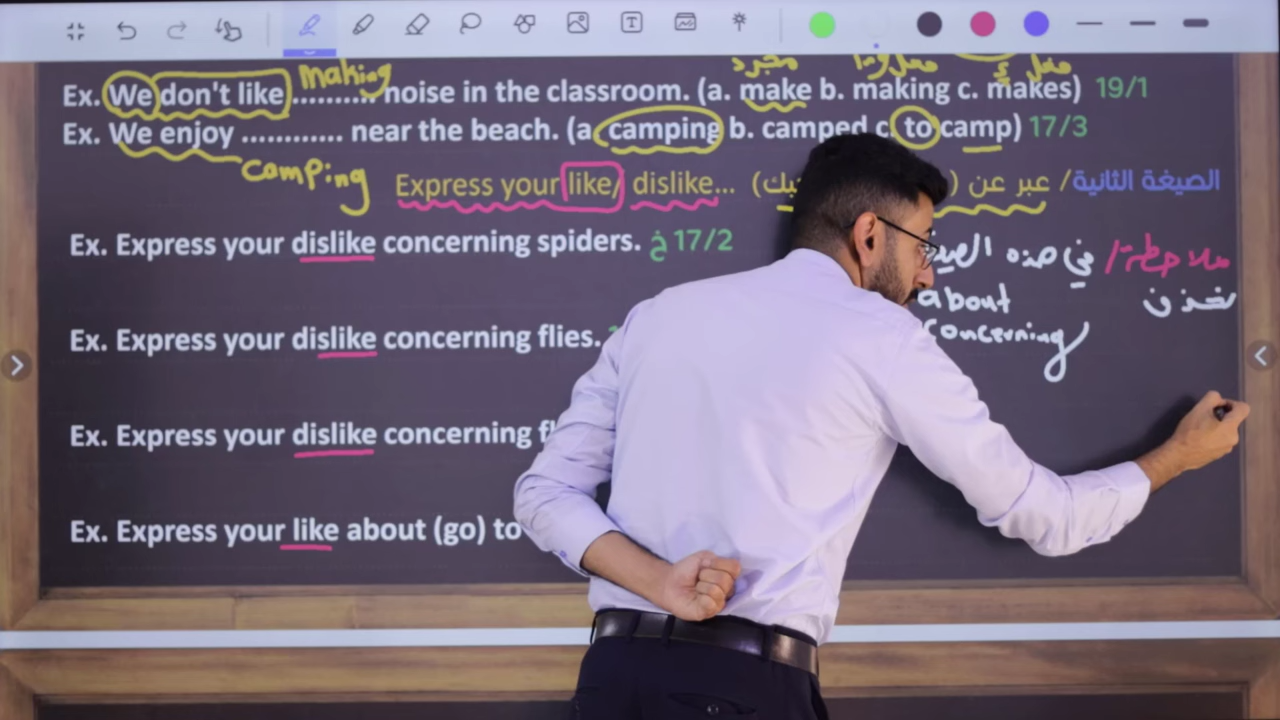 making
Ex. We don't like ............ noise in the classroom. (a. make b. making c. makes) 19/1
Ex. We enjoy ............ near the beach. (a. camping b. camped c. to camp) 17/3
camping
الصيغة الثانية/ عبر عن ( Express your like/ dislike...
Ex. Express your dislike concerning spiders. 17/2 خ
ملاحظة/ في هذه
نحذف
about
concerning
Ex. Express your dislike concerning flies.
Ex. Express your dislike concerning
Ex. Express your like about (go) to